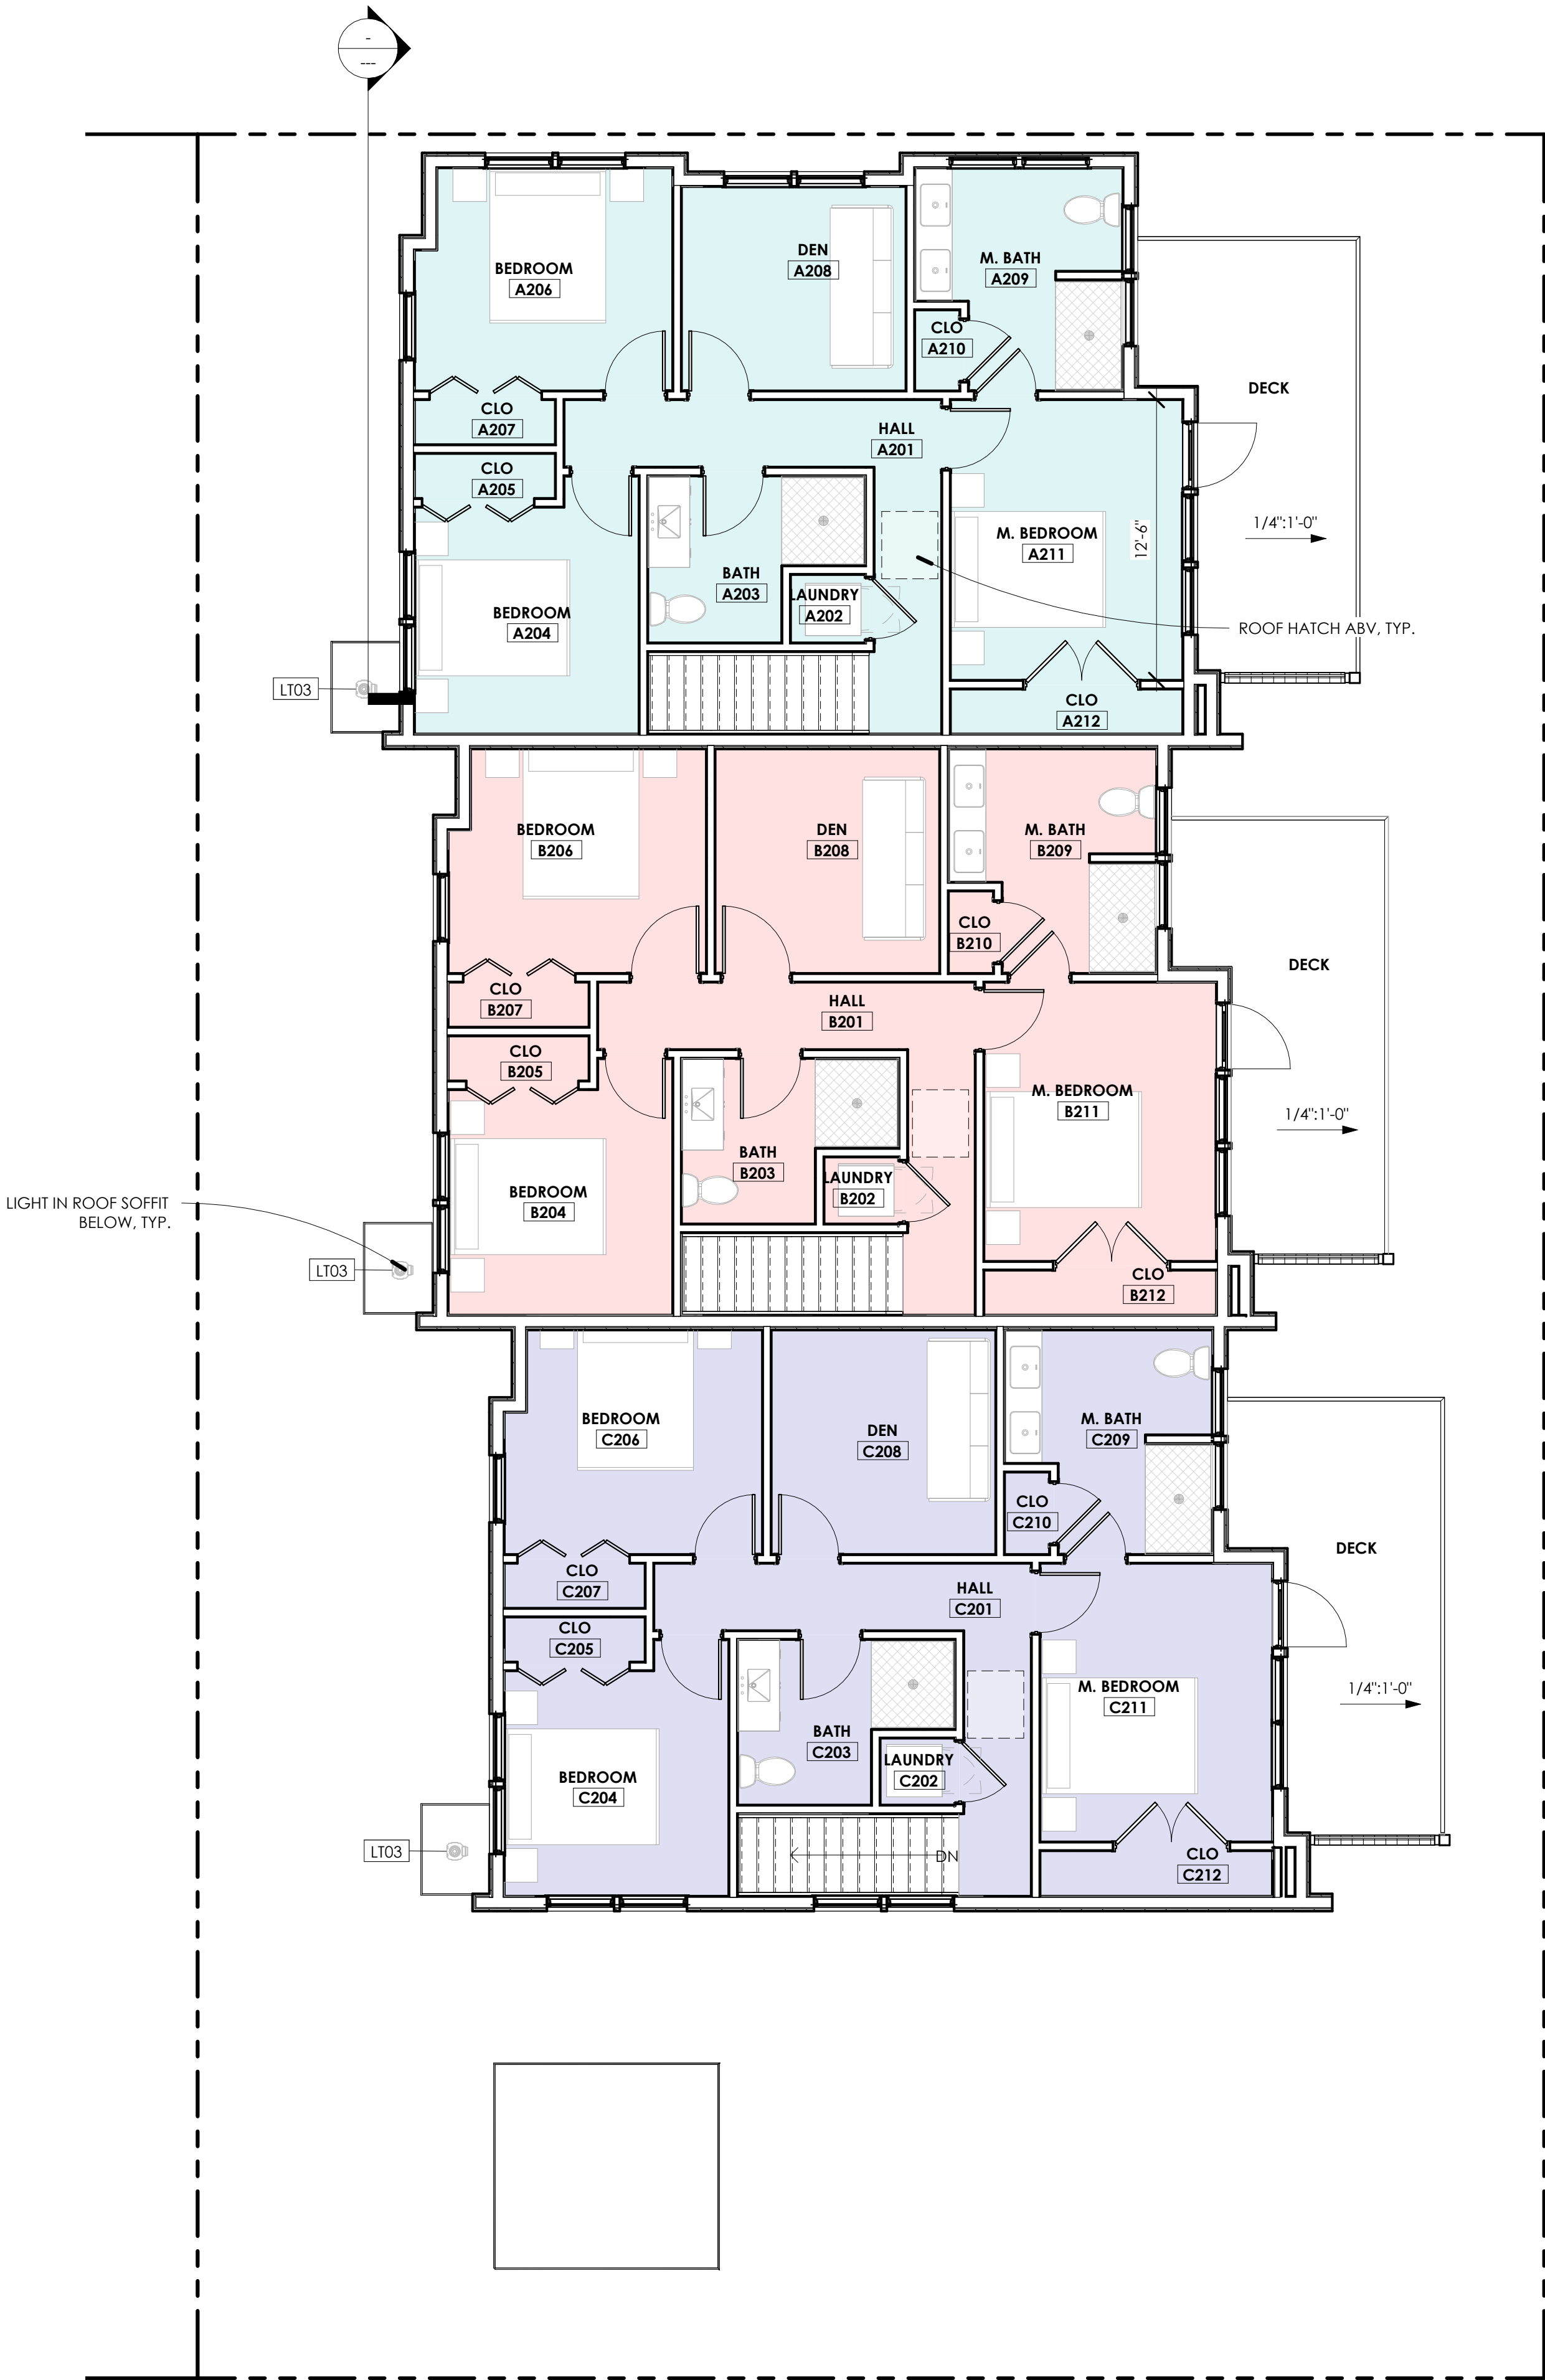 -
---
BEDROOM
A206
DEN
A208
M. BATH
A209
CLO
A210
DECK
CLO
A207
HALL
A201
CLO
A205
M. BEDROOM
A211
12'-6"
1/4":1'-0"
BATH
A203
LAUNDRY
A202
BEDROOM
A204
ROOF HATCH ABV, TYP.
LT03
CLO
A212
BEDROOM
B206
DEN
B208
M. BATH
B209
CLO
B210
DECK
CLO
B207
HALL
B201
CLO
B205
M. BEDROOM
B211
1/4":1'-0"
BATH
B203
LAUNDRY
B202
BEDROOM
B204
LIGHT IN ROOF SOFFIT
BELOW, TYP.
LT03
CLO
B212
BEDROOM
C206
DEN
C208
M. BATH
C209
CLO
C210
DECK
CLO
C207
HALL
C201
CLO
C205
M. BEDROOM
C211
1/4":1'-0"
BATH
C203
LAUNDRY
C202
BEDROOM
C204
LT03
DN
CLO
C212